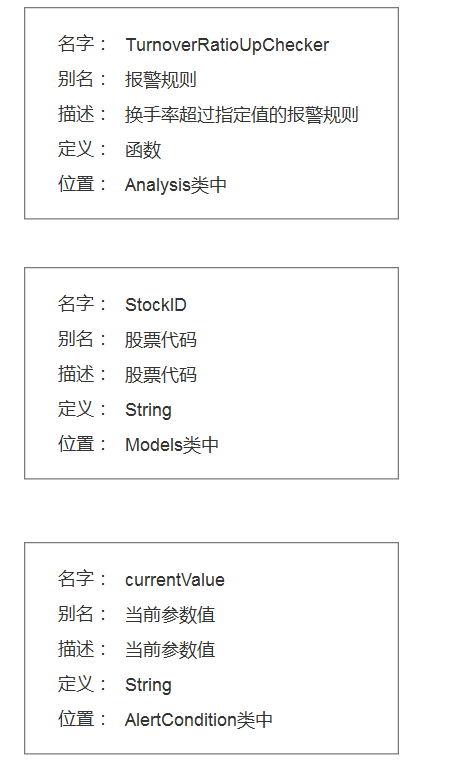 名字： TurnoverRatioUpChecker
别名： 报警规则
描述： 换手率超过指定值的报警规则
定义： 函数
位置： Analysis类中
名字： StockID
别名： 股票代码
描述： 股票代码
定义： String
位置： Models类中
名字： currentValue
别名： 当前参数值
描述： 当前参数值
定义： String
位置： AlertCondition类中